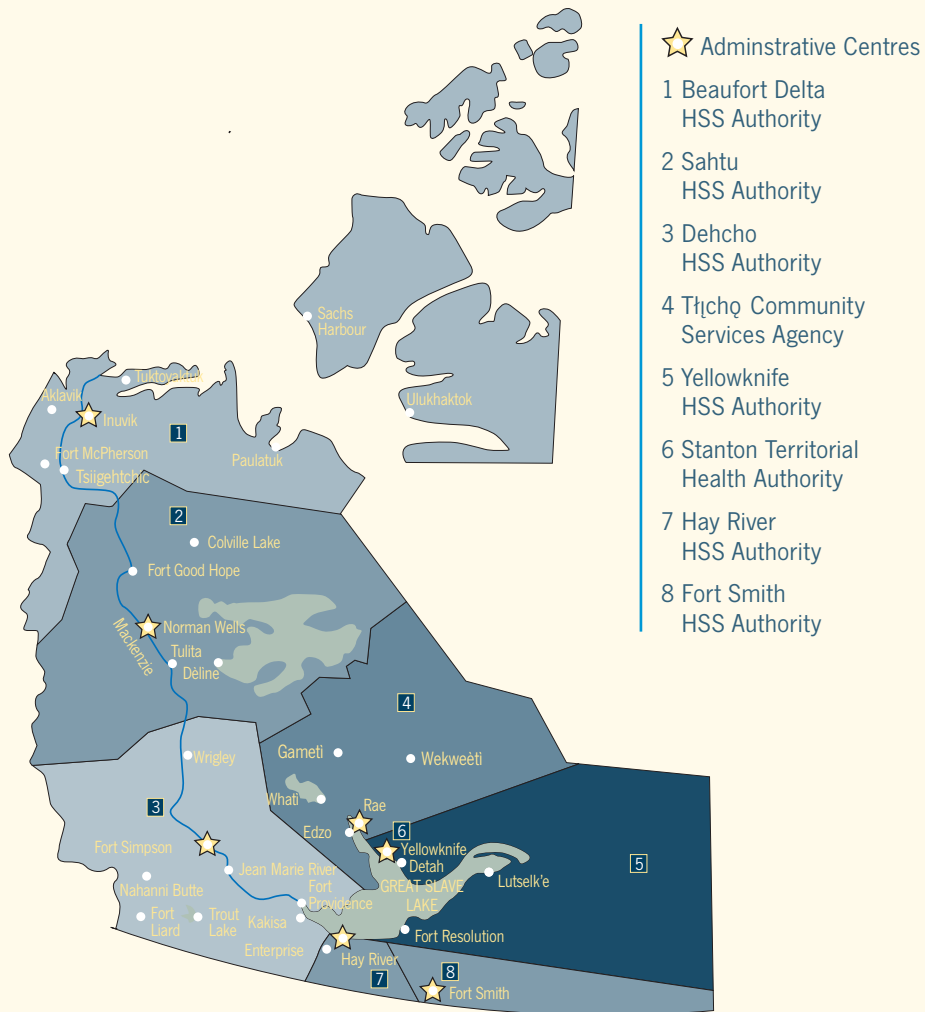 Adminstrative Centres
1 Beaufort Delta
HSS Authority
2 Sahtu
HSS Authority
3 Dehcho
HSS Authority
4 Tłįchǫ Community
Services Agency
5 Yellowknife
HSS Authority
6 Stanton Territorial
Health Authority
7 Hay River
HSS Authority
8 Fort Smith
HSS Authority
Sachs
Harbour
Ulukhaktok
Tuktoyaktuk
Aklavik
Inuvik
1
Fort McPherson
Tsiigehtchic
Paulatuk
2
Colville Lake
Fort Good Hope
Mackenzie
Norman Wells
Tulita
Dèline
4
Gametì
Wekweètì
Wrigley
Whatì
3
Rae
Edzo
6
Fort Simpson
Yellowknife
Detah
5
Jean Marie River
Lutselk'e
Nahanni Butte
Fort
Providence
GREAT SLAVE
LAKE
Fort
Liard
Trout
Lake
Kakisa
Fort Resolution
Enterprise
Hay River
7
8
Fort Smith